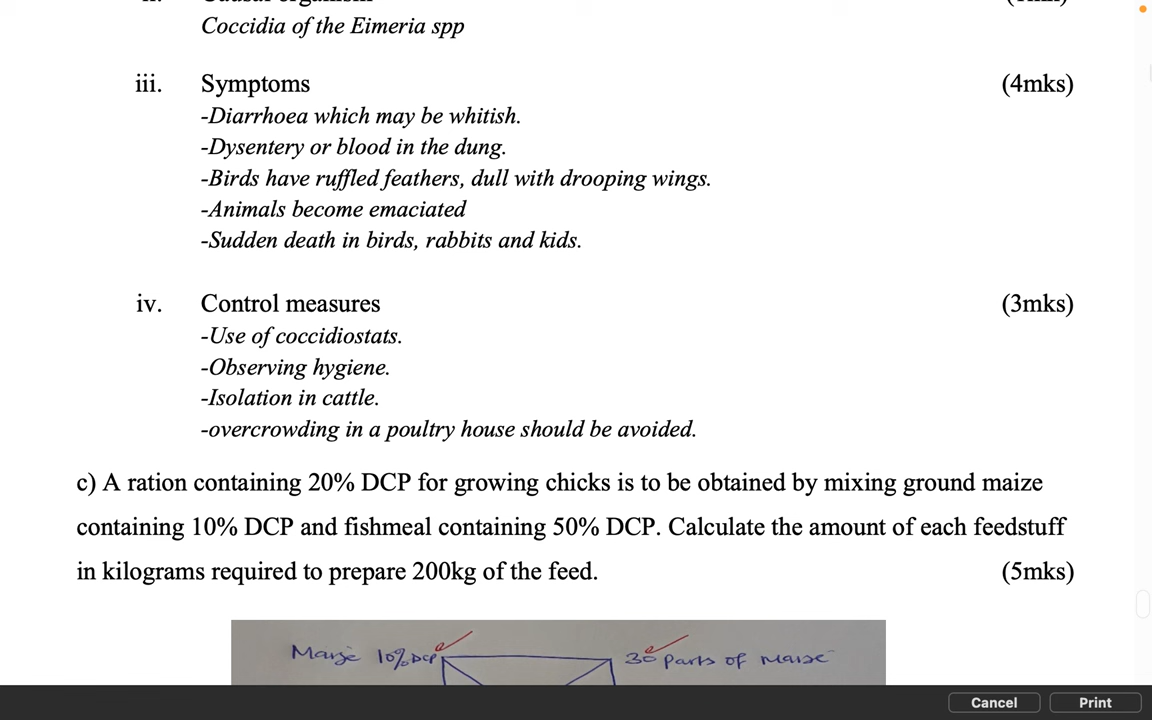 Coccidia of the Eimeria spp
iii. Symptoms (4mks)
-Diarrhoea which may be whitish.
-Dysentery or blood in the dung.
-Birds have ruffled feathers, dull with drooping wings.
-Animals become emaciated
-Sudden death in birds, rabbits and kids.
iv. Control measures (3mks)
-Use of coccidiostats.
-Observing hygiene.
-Isolation in cattle.
-overcrowding in a poultry house should be avoided.
c) A ration containing 20% DCP for growing chicks is to be obtained by mixing ground maize
containing 10% DCP and fishmeal containing 50% DCP. Calculate the amount of each feedstuff
in kilograms required to prepare 200kg of the feed. (5mks)
Maize 10% DCP 30 parts of maize
Cancel Print